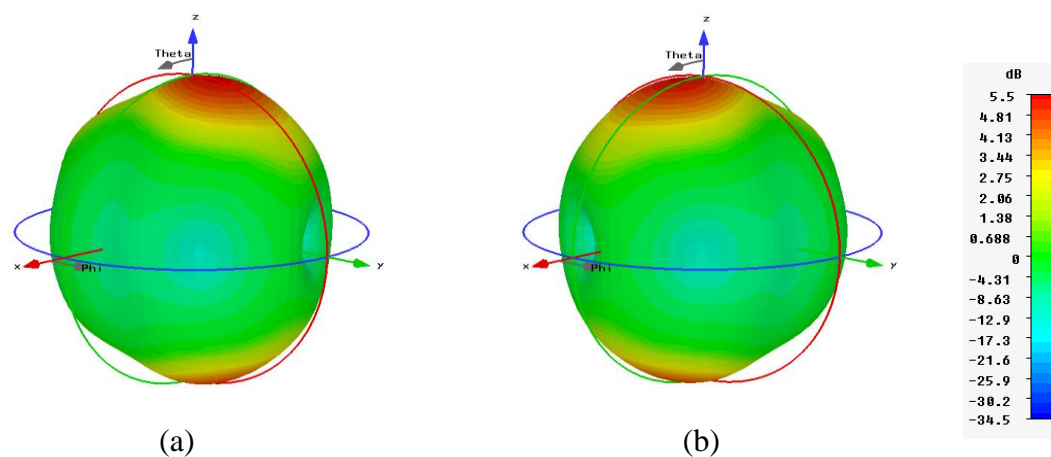 z
Theta
x
Phi
y
(a)
z
Theta
x
Phi
y
(b)
dB
5.5
4.81
4.13
3.44
2.75
2.06
1.38
0.688
0
-4.31
-8.63
-12.9
-17.3
-21.6
-25.9
-30.2
-34.5